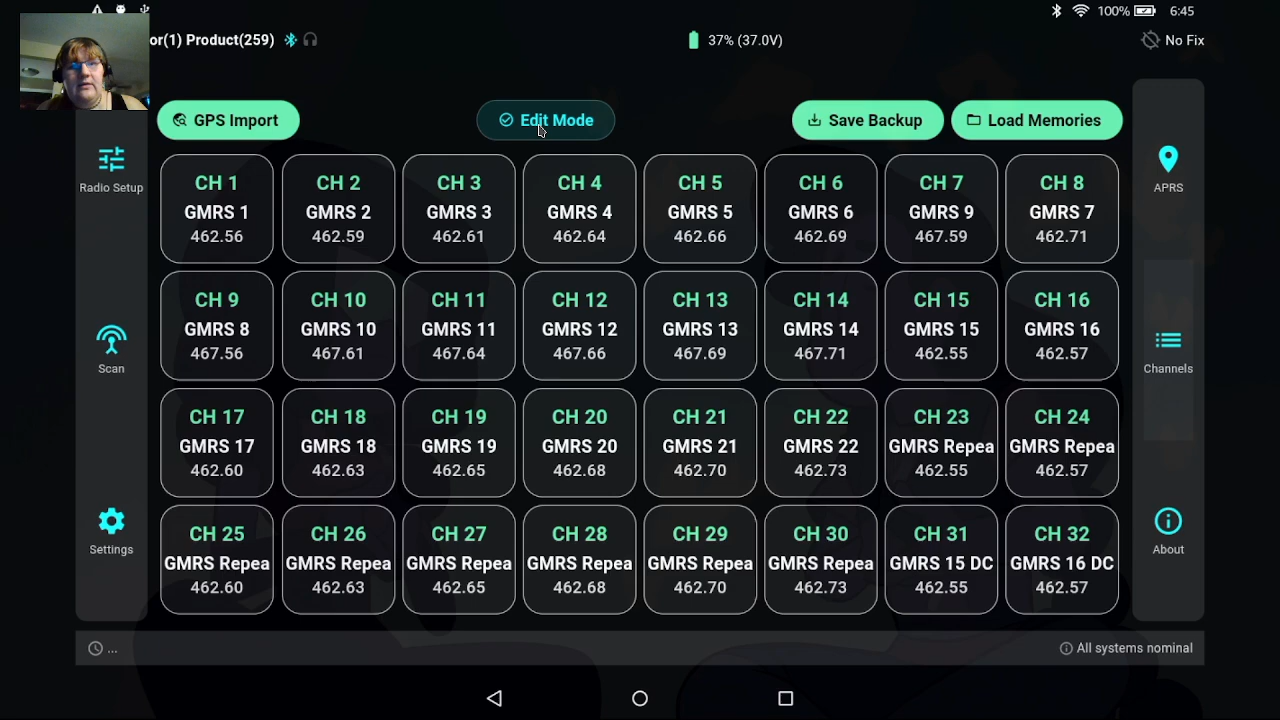 100% 6:45
or(1) Product(259) 37% (37.0V) No Fix
GPS Import Edit Mode Save Backup Load Memories
Radio Setup
Scan
Settings
CH 1 CH 2 CH 3 CH 4 CH 5 CH 6 CH 7 CH 8
GMRS 1 GMRS 2 GMRS 3 GMRS 4 GMRS 5 GMRS 6 GMRS 9 GMRS 7
462.56 462.59 462.61 462.64 462.66 462.69 467.59 462.71
CH 9 CH 10 CH 11 CH 12 CH 13 CH 14 CH 15 CH 16
GMRS 8 GMRS 10 GMRS 11 GMRS 12 GMRS 13 GMRS 14 GMRS 15 GMRS 16
467.56 467.61 467.64 467.66 467.69 467.71 462.55 462.57
CH 17 CH 18 CH 19 CH 20 CH 21 CH 22 CH 23 CH 24
GMRS 17 GMRS 18 GMRS 19 GMRS 20 GMRS 21 GMRS 22 GMRS Repea GMRS Repea
462.60 462.63 462.65 462.68 462.70 462.73 462.55 462.57
CH 25 CH 26 CH 27 CH 28 CH 29 CH 30 CH 31 CH 32
GMRS Repea GMRS Repea GMRS Repea GMRS Repea GMRS Repea GMRS Repea GMRS 15 DC GMRS 16 DC
462.60 462.63 462.65 462.68 462.70 462.73 462.55 462.57
APRS
Channels
About
... All systems nominal